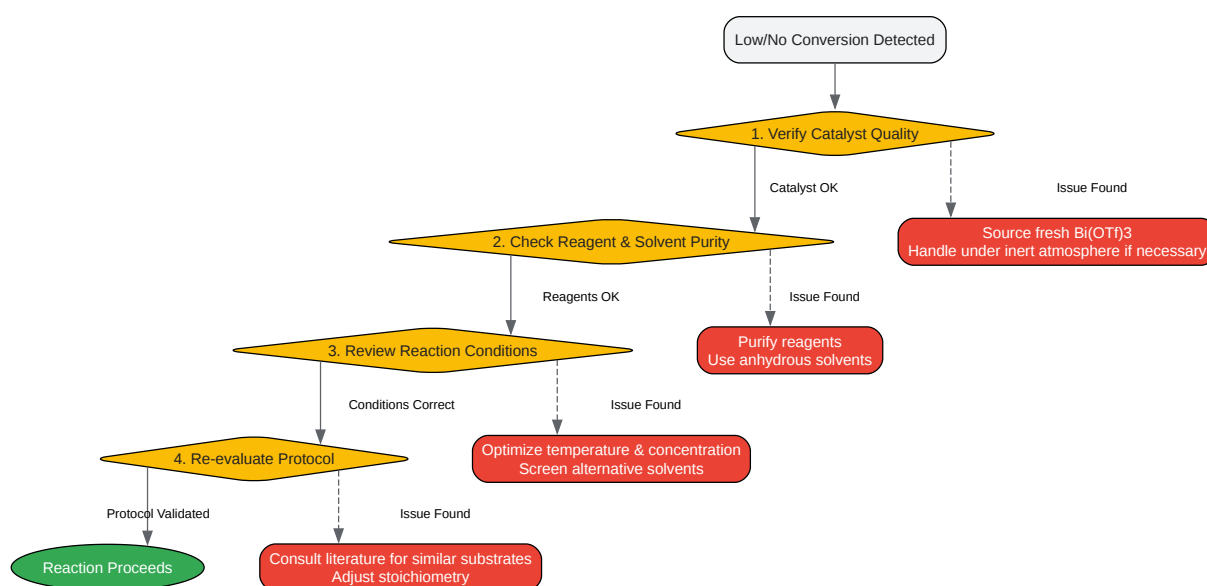 Low/No Conversion Detected
1. Verify Catalyst Quality
Catalyst OK
Issue Found
Source fresh Bi(OTf)3
Handle under inert atmosphere if necessary
2. Check Reagent & Solvent Purity
Reagents OK
Issue Found
Purify reagents
Use anhydrous solvents
3. Review Reaction Conditions
Conditions Correct
Issue Found
Optimize temperature & concentration
Screen alternative solvents
4. Re-evaluate Protocol
Protocol Validated
Issue Found
Reaction Proceeds
Consult literature for similar substrates
Adjust stoichiometry